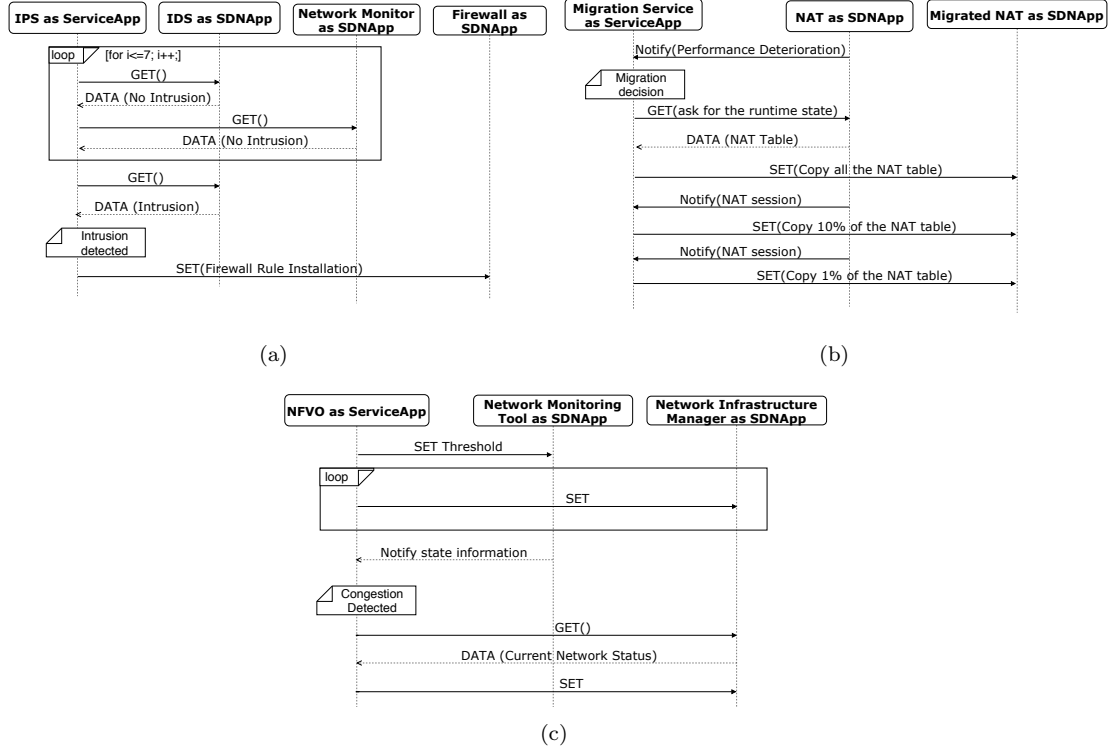 IPS as ServiceApp
IDS as SDNApp
Network Monitor
as SDNApp
Firewall as
SDNApp
loop
[for i<=7; i++;]
GET()
DATA (No Intrusion)
GET()
DATA (No Intrusion)
GET()
DATA (Intrusion)
Intrusion
detected
SET(Firewall Rule Installation)
(a)
Migration Service
as ServiceApp
NAT as SDNApp
Migrated NAT as SDNApp
Notify(Performance Deterioration)
Migration
decision
GET(ask for the runtime state)
DATA (NAT Table)
SET(Copy all the NAT table)
Notify(NAT session)
SET(Copy 10% of the NAT table)
Notify(NAT session)
SET(Copy 1% of the NAT table)
(b)
NFVO as ServiceApp
Network Monitoring
Tool as SDNApp
Network Infrastructure
Manager as SDNApp
SET Threshold
loop
SET
Notify state information
Congestion
Detected
GET()
DATA (Current Network Status)
SET
(c)